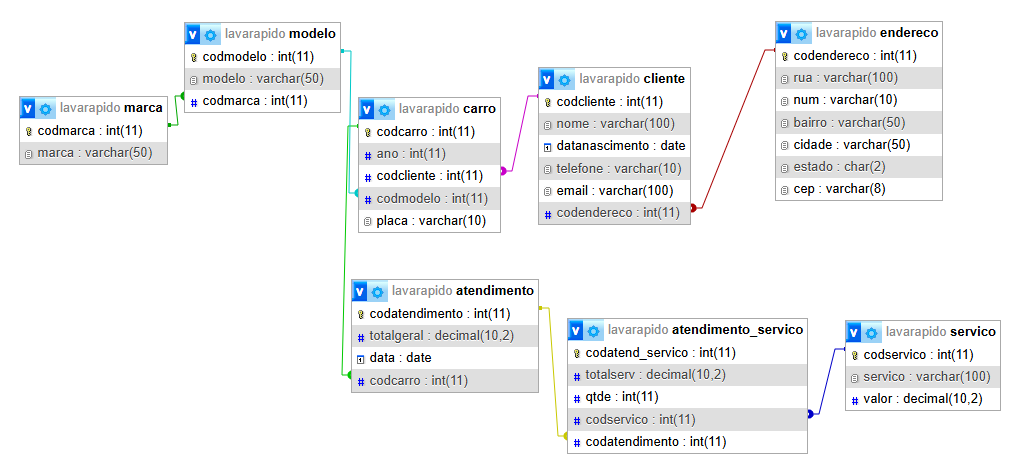 lavarapido marca
codmarca : int(11)
marca : varchar(50)
lavarapido modelo
codmodelo : int(11)
modelo : varchar(50)
codmarca : int(11)
lavarapido carro
codcarro : int(11)
ano : int(11)
codcliente : int(11)
codmodelo : int(11)
placa : varchar(10)
lavarapido cliente
codcliente : int(11)
nome : varchar(100)
datanascimento : date
telefone : varchar(10)
email : varchar(100)
codendereco : int(11)
lavarapido endereco
codendereco : int(11)
rua : varchar(100)
num : varchar(10)
bairro : varchar(50)
cidade : varchar(50)
estado : char(2)
cep : varchar(8)
lavarapido atendimento
codatendimento : int(11)
totalgeral : decimal(10,2)
data : date
codcarro : int(11)
lavarapido atendimento_servico
codatend_servico : int(11)
totalserv : decimal(10,2)
qtde : int(11)
codservico : int(11)
codatendimento : int(11)
lavarapido servico
codservico : int(11)
servico : varchar(100)
valor : decimal(10,2)